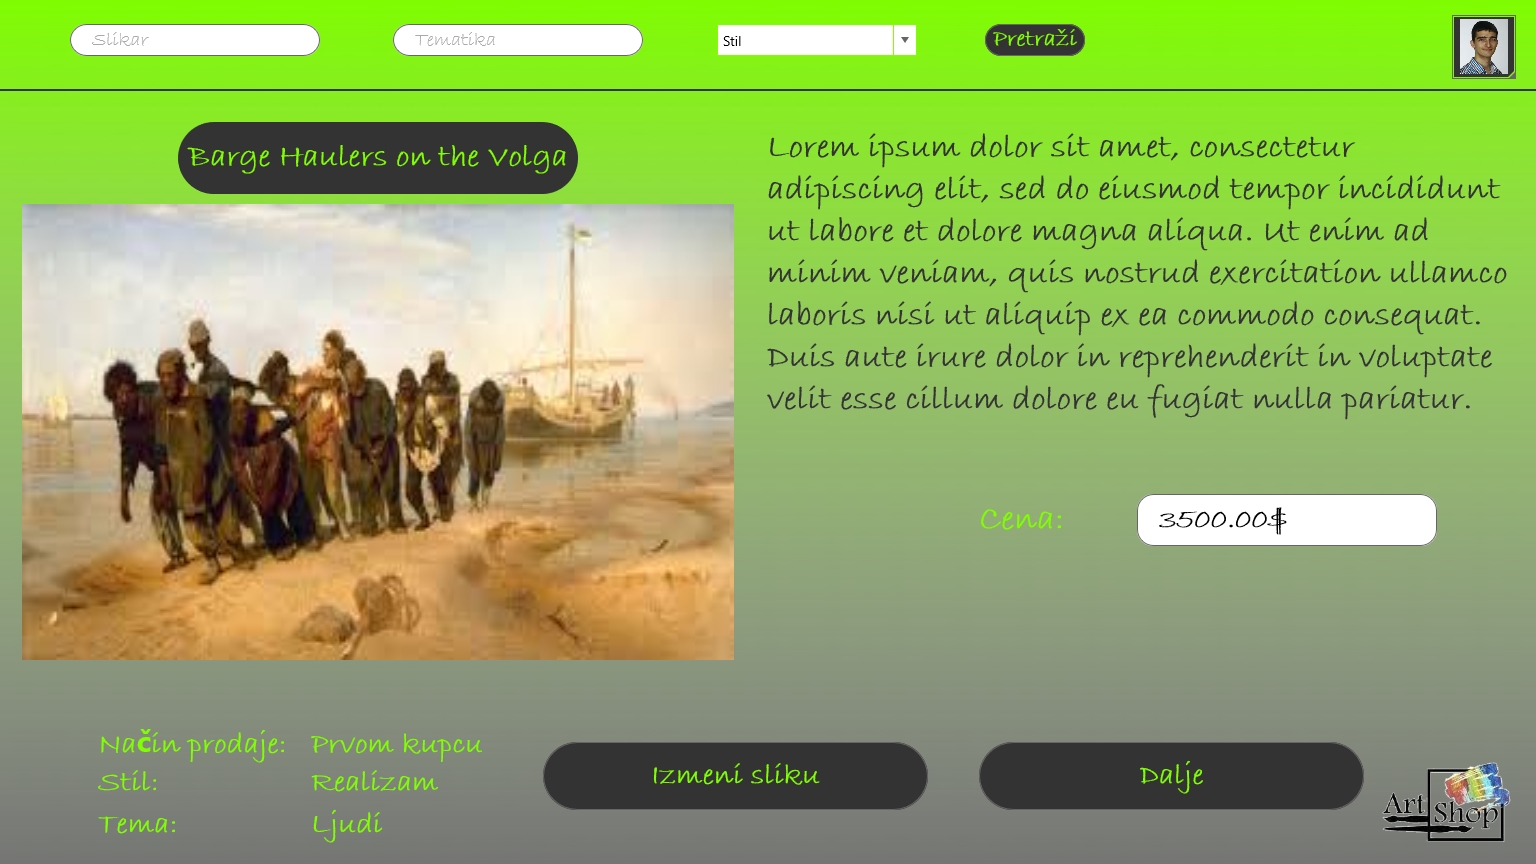 Slikar
Tematika
Stil
Pretraži
Barge Haulers on the Volga
Lorem ipsum dolor sit amet, consectetur
adipiscing elit, sed do eiusmod tempor incididunt
ut labore et dolore magna aliqua. Ut enim ad
minim veniam, quis nostrud exercitation ullamco
laboris nisi ut aliquip ex ea commodo consequat.
Duis aute irure dolor in reprehenderit in voluptate
velit esse cillum dolore eu fugiat nulla pariatur.
Cena: 3500.00$
Način prodaje: Prvom kupcu
Stil: Realizam
Tema: Ljudi
Izmeni sliku
Dalje
Art
Shop